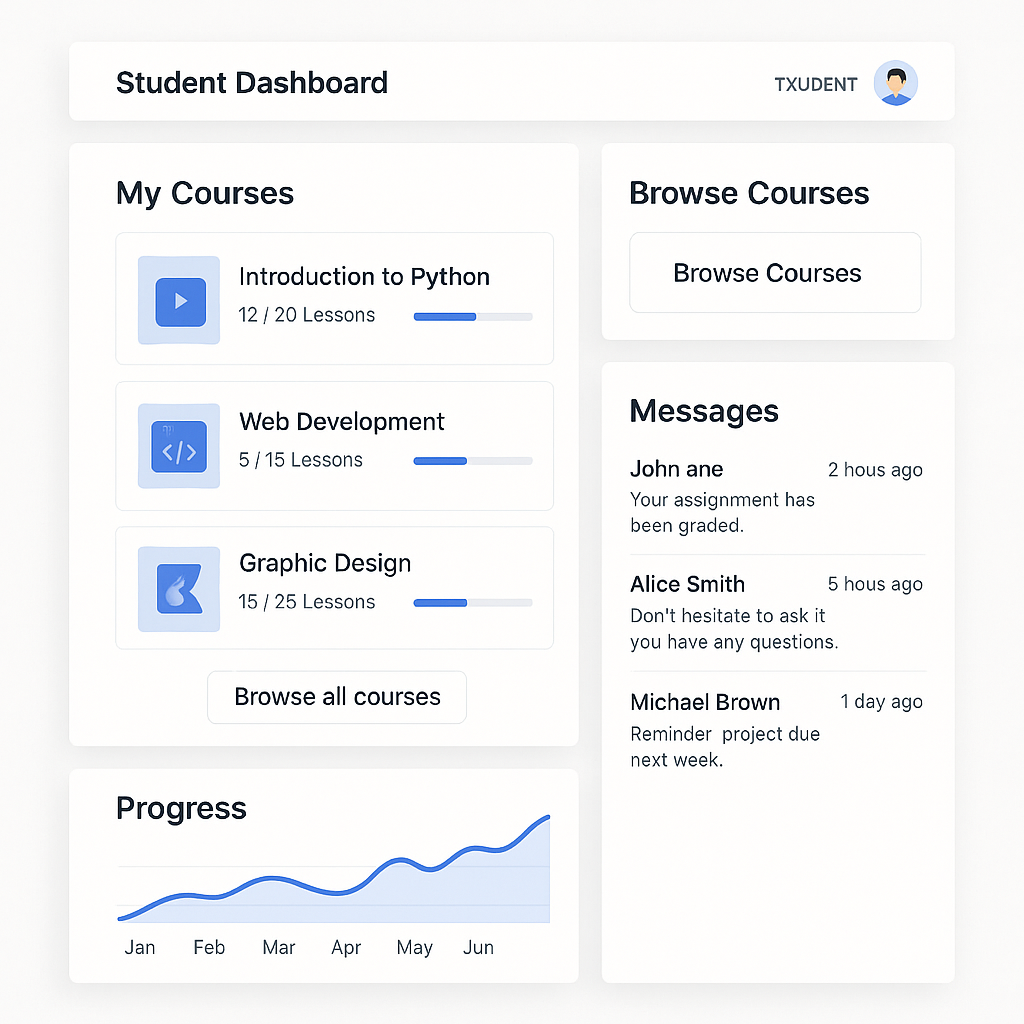 Student Dashboard
TXUDENT
My Courses
Introduction to Python
12 / 20 Lessons
Web Development
5 / 15 Lessons
</>
Graphic Design
15 / 25 Lessons
Browse all courses
Progress
Jan Feb Mar Apr May Jun
Browse Courses
Browse Courses
Messages
John ane 2 hous ago
Your assignment has
been graded.
Alice Smith 5 hous ago
Don't hesitate to ask it
you have any questions.
Michael Brown 1 day ago
Reminder project due
next week.